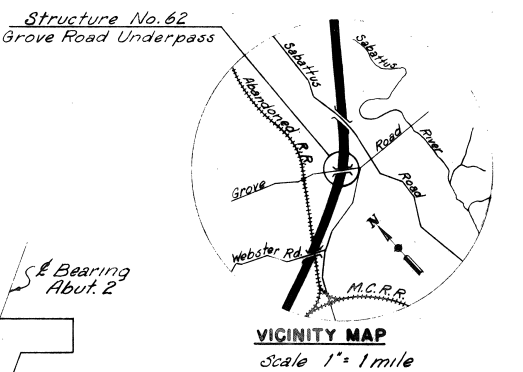 Structure No. 62
Grove Road Underpass
Sabattus
Sabattus
Abandoned R.R.
River
Road
Grove
Road
Webster Rd.
N
M.C.R.R.
℄ Bearing
Abut. 2
VICINITY MAP
Scale 1" = 1 mile